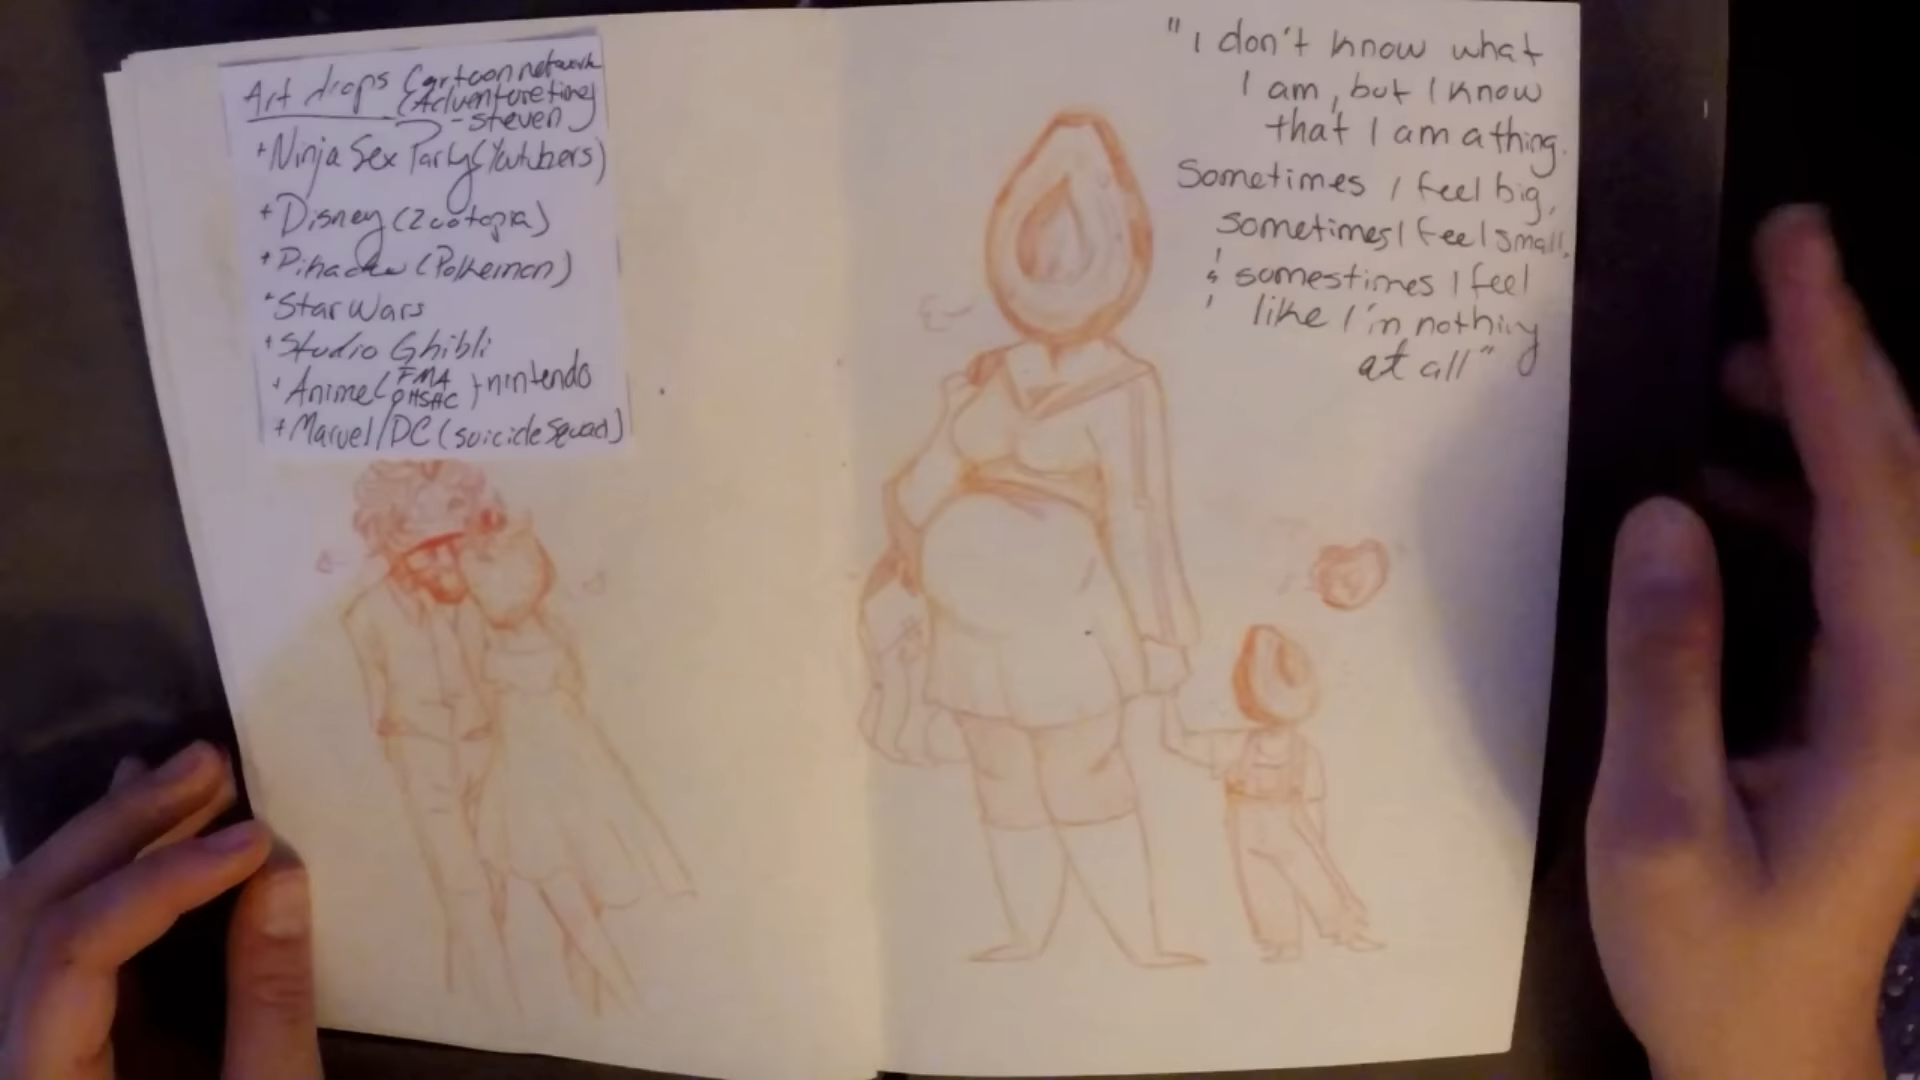 Art drops Cartoon network
(Adventure time)
- steven
+ Ninja Sex Party (Youtubers)
+ Disney (Zootopia)
+ (Pokemon)
+ Star Wars
+ Studio Ghibli
+ Anime (FMA OHSHC) + nintendo
+ Marvel/DC (suicide squad)
"I don't know what
I am, but I know
that I am a thing.
Sometimes I feel big,
sometimes I feel small,
& somestimes I feel
like I'm nothing
at all"